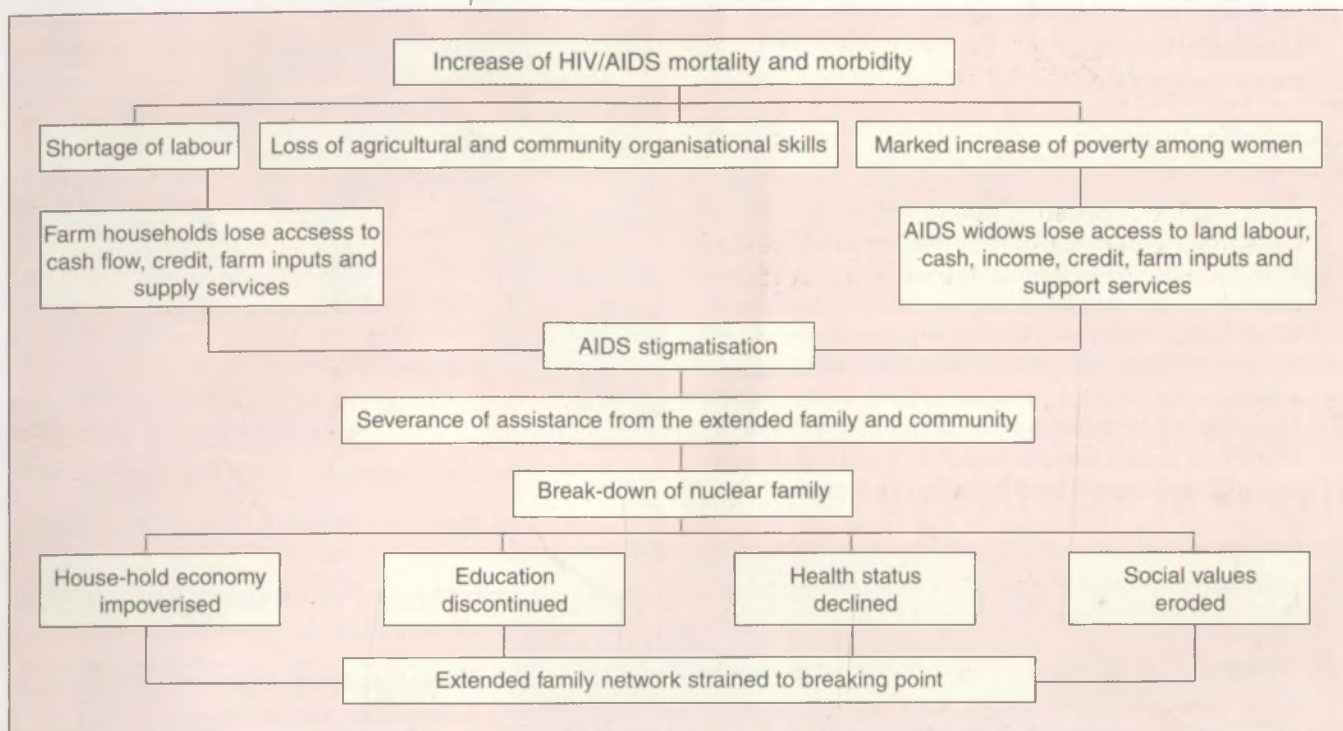 Increase of HIV/AIDS mortality and morbidity
Shortage of labour
Loss of agricultural and community organisational skills
Marked increase of poverty among women
Farm households lose accsess to
cash flow, credit, farm inputs and
supply services
AIDS widows lose access to land labour,
cash, income, credit, farm inputs and
support services
AIDS stigmatisation
Severance of assistance from the extended family and community
Break-down of nuclear family
House-hold economy
impoverised
Education
discontinued
Health status
declined
Social values
eroded
Extended family network strained to breaking point